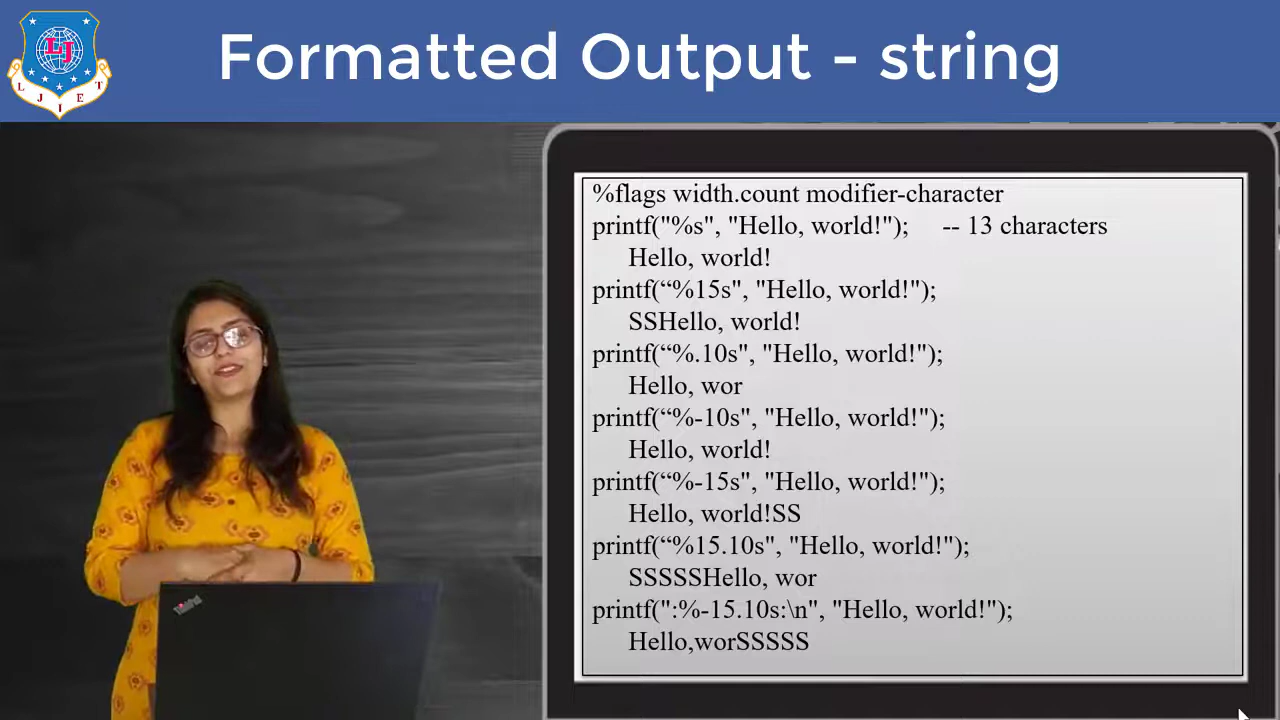 Formatted Output - string
LJ
L J I E T
%flags width.count modifier-character
printf("%s", "Hello, world!"); -- 13 characters
Hello, world!
printf(“%15s", "Hello, world!");
SSHello, world!
printf(“%.10s", "Hello, world!");
Hello, wor
printf(“%-10s", "Hello, world!");
Hello, world!
printf(“%-15s", "Hello, world!");
Hello, world!SS
printf(“%15.10s", "Hello, world!");
SSSSSHello, wor
printf(":%-15.10s:\n", "Hello, world!");
Hello,worSSSSS
ThinkPad